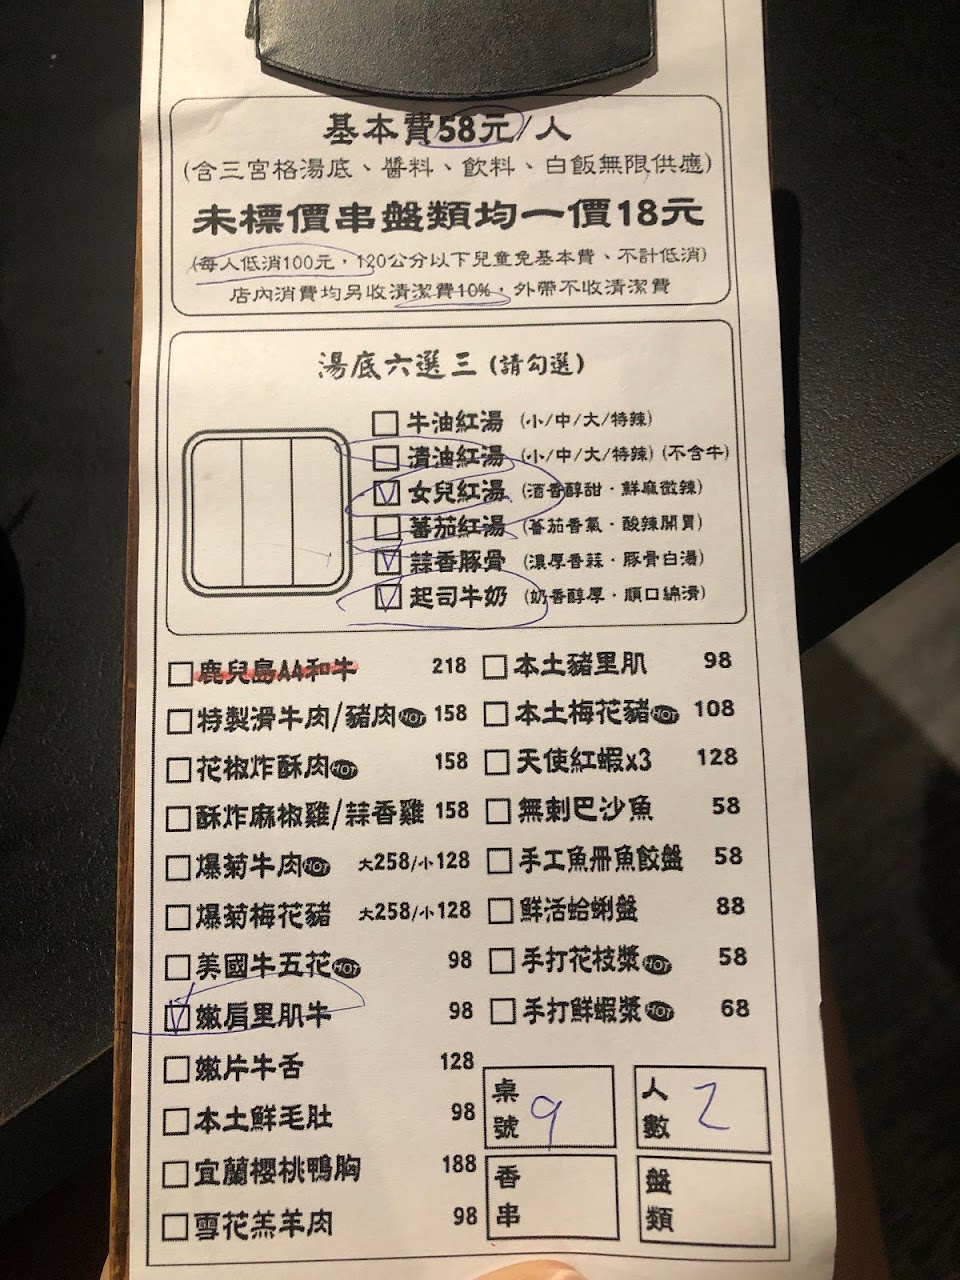 基本費58元/人
(含三宮格湯底、醬料、飲料、白飯無限供應)
未標價串盤類均一價18元
(每人低消100元，120公分以下兒童免基本費、不計低消)
店內消費均另收清潔費10%，外帶不收清潔費
湯底六選三(請勾選)
牛油紅湯 (小/中/大/特辣)
漬油紅湯 (小/中/大/特辣) (不含牛)
女兒紅湯 (酒香醇甜．鮮麻微辣)
蕃茄紅湯 (蕃茄香氣．酸辣開胃)
蒜香豚骨 (濃厚香蒜．豚骨白湯)
起司牛奶 (奶香醇厚．順口綿滑)
鹿兒島A4和牛 218
特製滑牛肉/豬肉 HOT 158
花椒炸酥肉 HOT 158
酥炸麻椒雞/蒜香雞 158
爆菊牛肉 HOT 大258/小128
爆菊梅花豬 大258/小128
美國牛五花 HOT 98
嫩肩里肌牛 98
嫩片牛舌 128
本土鮮毛肚 98
宜蘭櫻桃鴨胸 188
雪花羔羊肉 98
本土豬里肌 98
本土梅花豬 HOT 108
天使紅蝦x3 128
無刺巴沙魚 58
手工魚冊魚餃盤 58
鮮活蛤蜊盤 88
手打花枝漿 HOT 58
手打鮮蝦漿 HOT 68
桌號 9
人數 2
香串
盤類